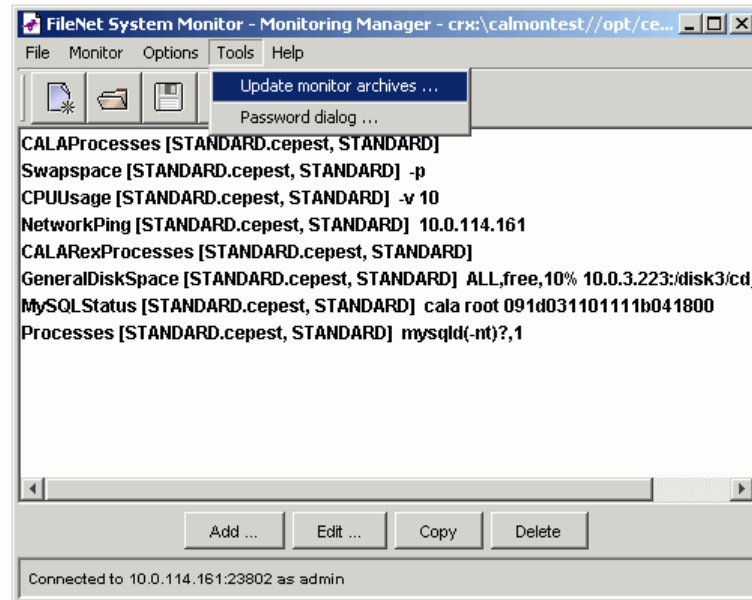 FileNet System Monitor - Monitoring Manager - crx:\calmontest//opt/ce...
File Monitor Options Tools Help
Update monitor archives ...
Password dialog ...
CALAProcesses [STANDARD.cepest, STANDARD]
Swapspace [STANDARD.cepest, STANDARD] -p
CPUUsage [STANDARD.cepest, STANDARD] -v 10
NetworkPing [STANDARD.cepest, STANDARD] 10.0.114.161
CALARexProcesses [STANDARD.cepest, STANDARD]
GeneralDiskSpace [STANDARD.cepest, STANDARD] ALL,free,10% 10.0.3.223:/disk3/cd_
MySQLStatus [STANDARD.cepest, STANDARD] cala root 091d031101111b041800
Processes [STANDARD.cepest, STANDARD] mysqld(-nt)?,1
Add ... Edit ... Copy Delete
Connected to 10.0.114.161:23802 as admin